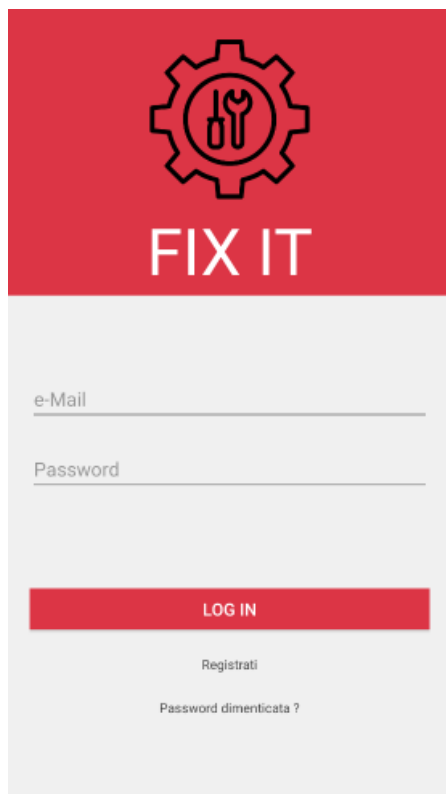 FIX IT
e-Mail
Password
LOG IN
Registrati
Password dimenticata ?